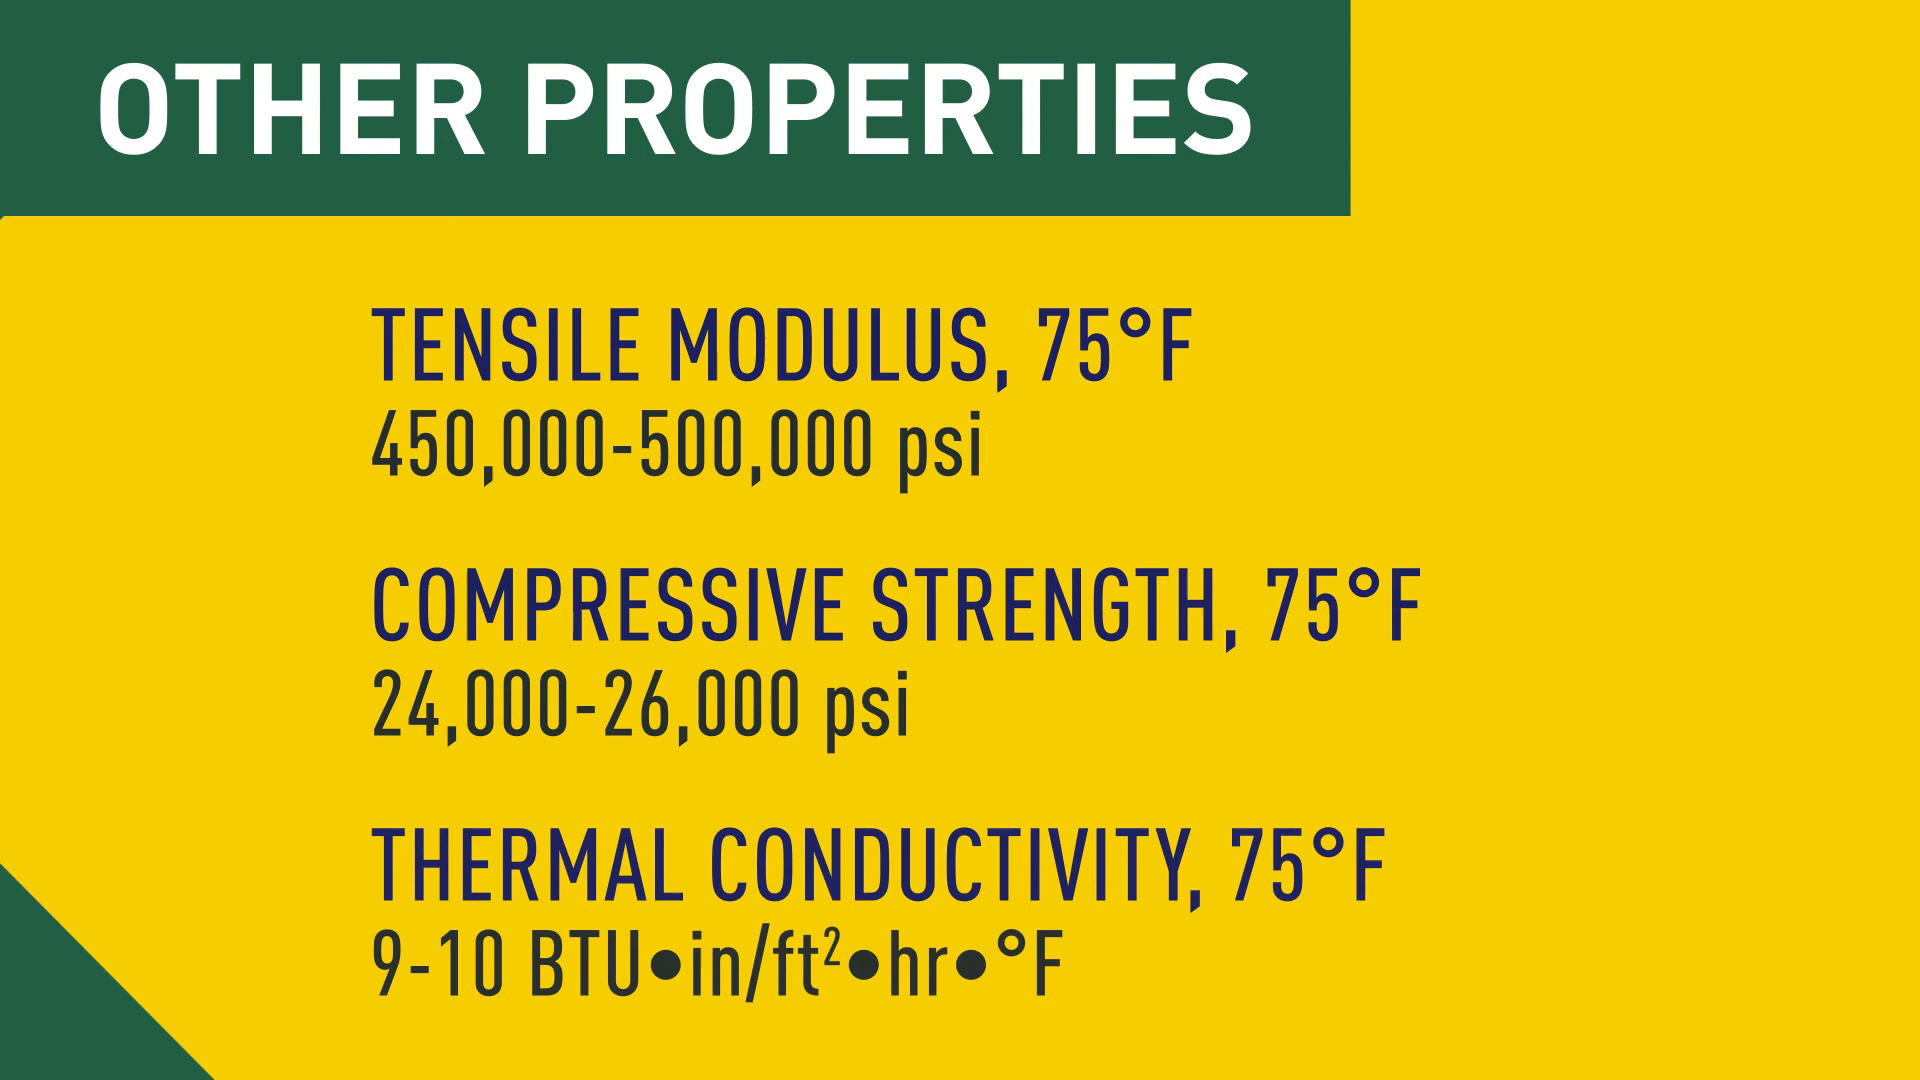 OTHER PROPERTIES
TENSILE MODULUS, 75°F
450,000-500,000 psi
COMPRESSIVE STRENGTH, 75°F
24,000-26,000 psi
THERMAL CONDUCTIVITY, 75°F
9-10 BTU•in/ft²•hr•°F